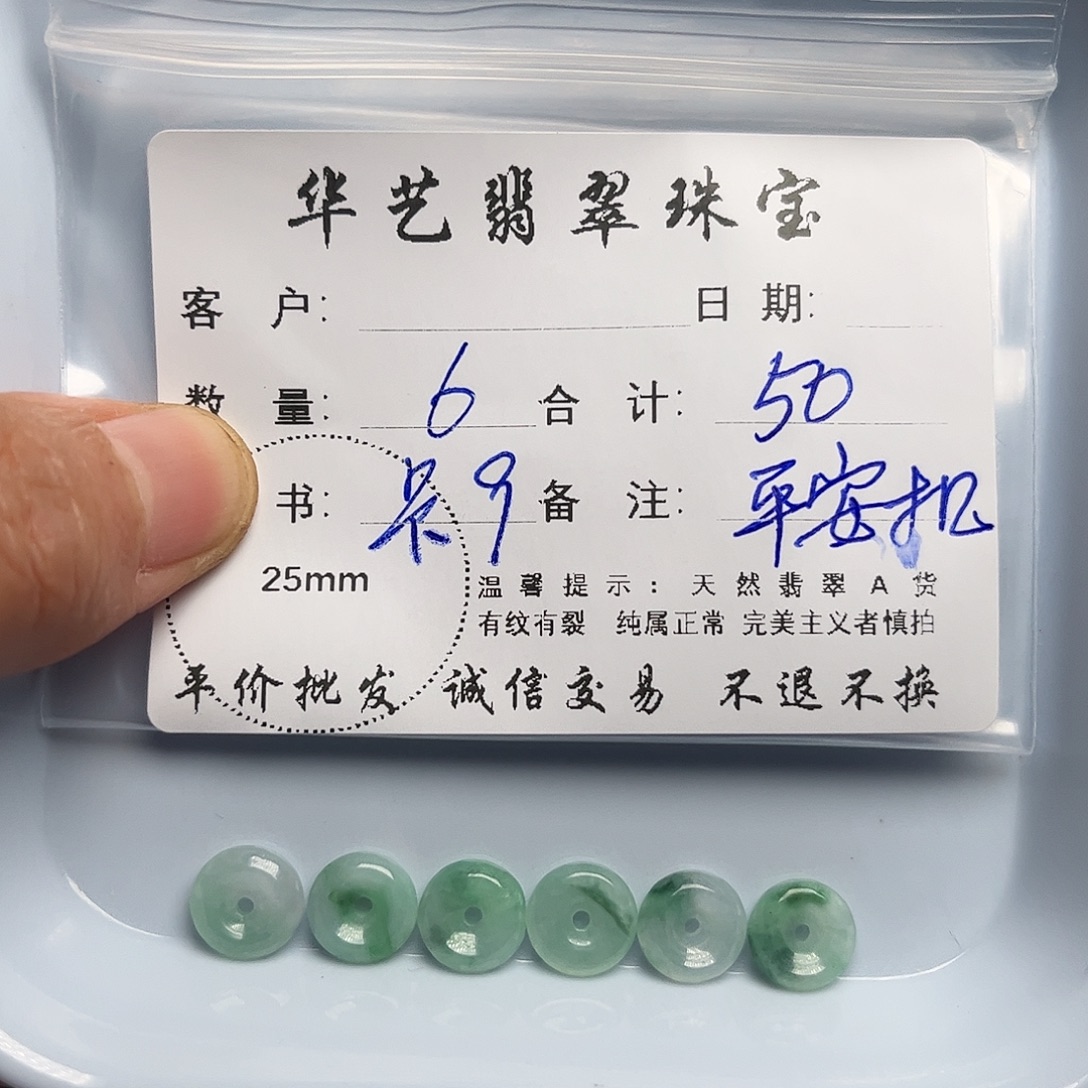 华艺翡翠珠宝
客户: 日期:
数量: 6 合计: 50
书: 号9 备注: 平安扣
25mm
温馨提示: 天然翡翠A货
有纹有裂 纯属正常 完美主义者慎拍
平价批发 诚信交易 不退不换